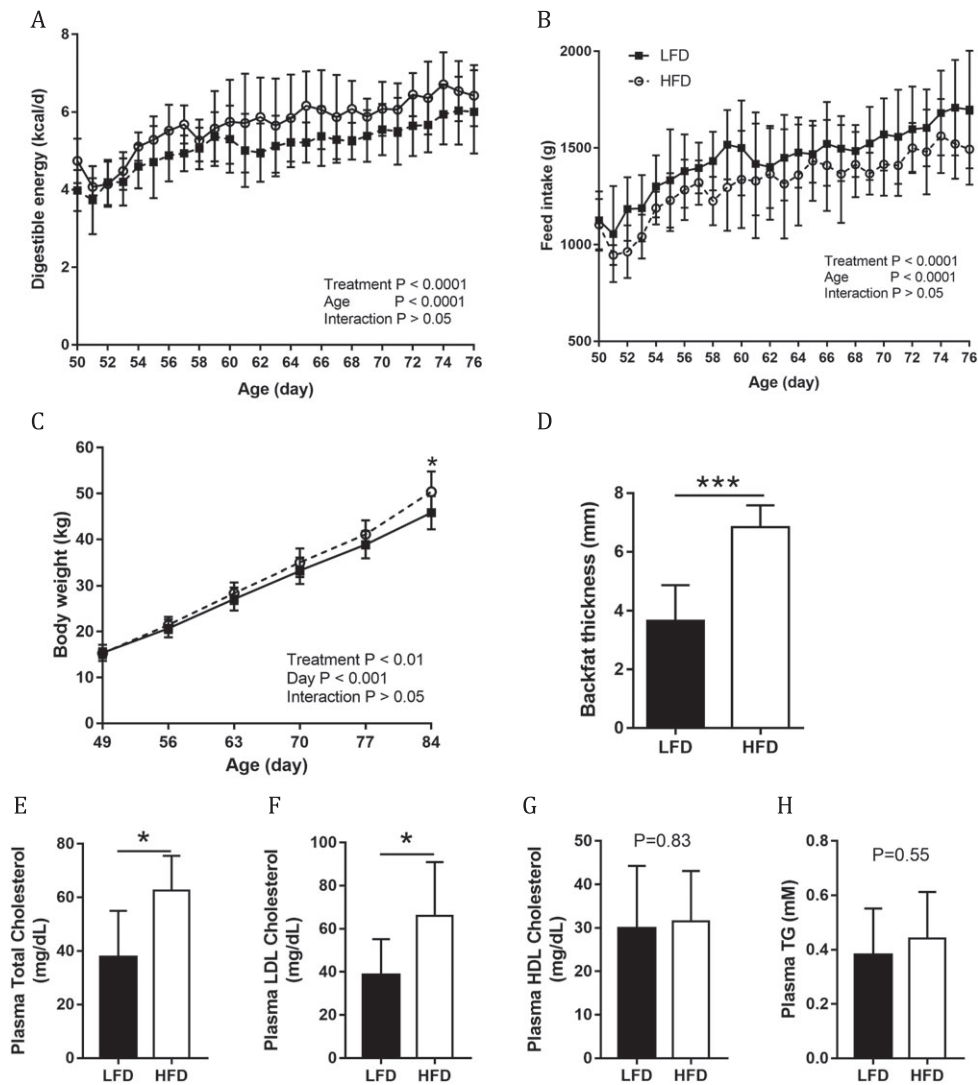 A
Digestible energy (kcal/d)
8
6
4
2
0
Treatment P < 0.0001
Age P < 0.0001
Interaction P > 0.05
50 52 54 56 58 60 62 64 66 68 70 72 74 76
Age (day)
B
Feed intake (g)
2000
1500
1000
500
LFD
HFD
Treatment P < 0.0001
Age P < 0.0001
Interaction P > 0.05
50 52 54 56 58 60 62 64 66 68 70 72 74 76
Age (day)
C
Body weight (kg)
60
50
40
30
20
10
0
*
Treatment P < 0.01
Day P < 0.001
Interaction P > 0.05
49 56 63 70 77 84
Age (day)
D
Backfat thickness (mm)
8
6
4
2
0
***
LFD HFD
E
Plasma Total Cholesterol
(mg/dL)
80
60
40
20
0
*
LFD HFD
F
Plasma LDL Cholesterol
(mg/dL)
100
80
60
40
20
0
*
LFD HFD
G
Plasma HDL Cholesterol
(mg/dL)
50
40
30
20
10
0
P=0.83
LFD HFD
H
Plasma TG (mM)
0.8
0.6
0.4
0.2
0.0
P=0.55
LFD HFD